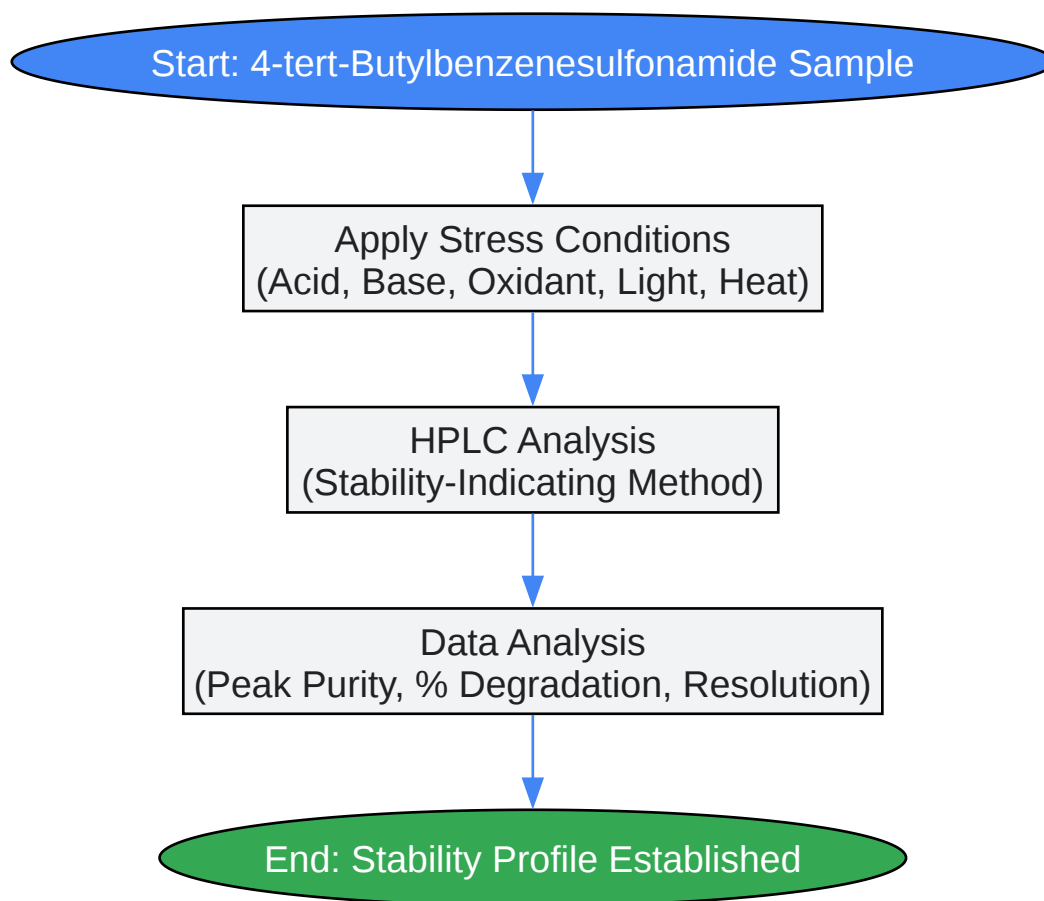 Start: 4-tert-Butylbenzenesulfonamide Sample
Apply Stress Conditions
(Acid, Base, Oxidant, Light, Heat)
HPLC Analysis
(Stability-Indicating Method)
Data Analysis
(Peak Purity, % Degradation, Resolution)
End: Stability Profile Established